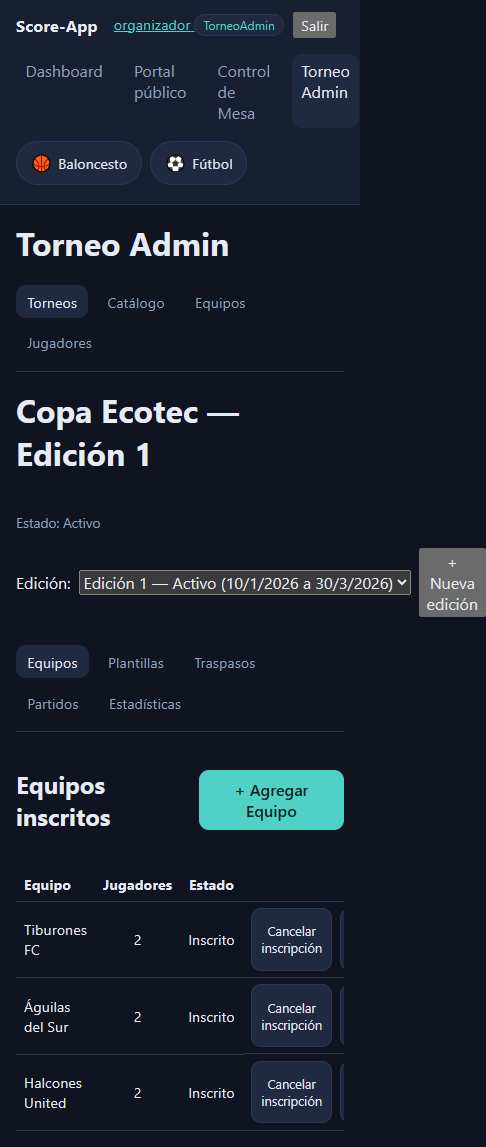 Score-App organizador TorneoAdmin Salir
Dashboard Portal público Control de Mesa Torneo Admin
Baloncesto Fútbol
Torneo Admin
Torneos Catálogo Equipos
Jugadores
Copa Ecotec —
Edición 1
Estado: Activo
Edición: Edición 1 — Activo (10/1/2026 a 30/3/2026) + Nueva edición
Equipos Plantillas Traspasos
Partidos Estadísticas
Equipos
inscritos
+ Agregar
Equipo
Equipo Jugadores Estado
Tiburones FC 2 Inscrito Cancelar inscripción
Águilas del Sur 2 Inscrito Cancelar inscripción
Halcones United 2 Inscrito Cancelar inscripción